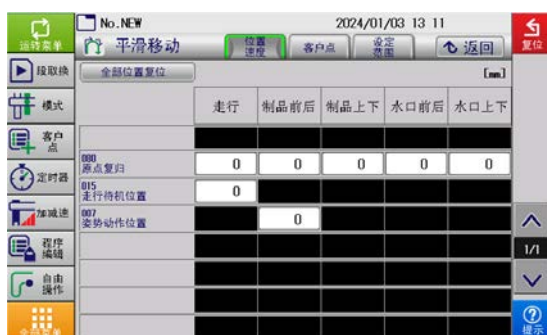 No.NEW
2024/01/03 13 11
运转菜单
平滑移动
位置
速度
客户点
设定
范围
返回
复位
段取换
全部位置复位
[mm]
模式
走行
制品前后
制品上下
水口前后
水口上下
客户
点
080
原点复归
0
0
0
0
0
定时器
015
走行待机位置
0
加减速
007
姿势动作位置
0
程序
编辑
1/1
自由
操作
全部菜单
提示